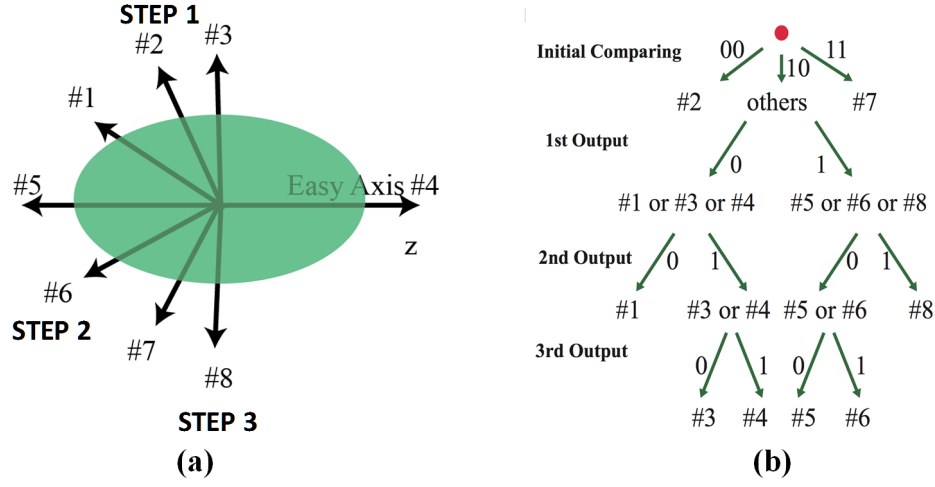 STEP 1
#2
#3
#1
#5
Easy Axis #4
z
#6
STEP 2
#7
#8
STEP 3
(a)
Initial Comparing
00
10
11
#2
others
#7
1st Output
0
1
#1 or #3 or #4
#5 or #6 or #8
2nd Output
0
1
0
1
#1
#3 or #4
#5 or #6
#8
3rd Output
0
1
0
1
#3
#4
#5
#6
(b)